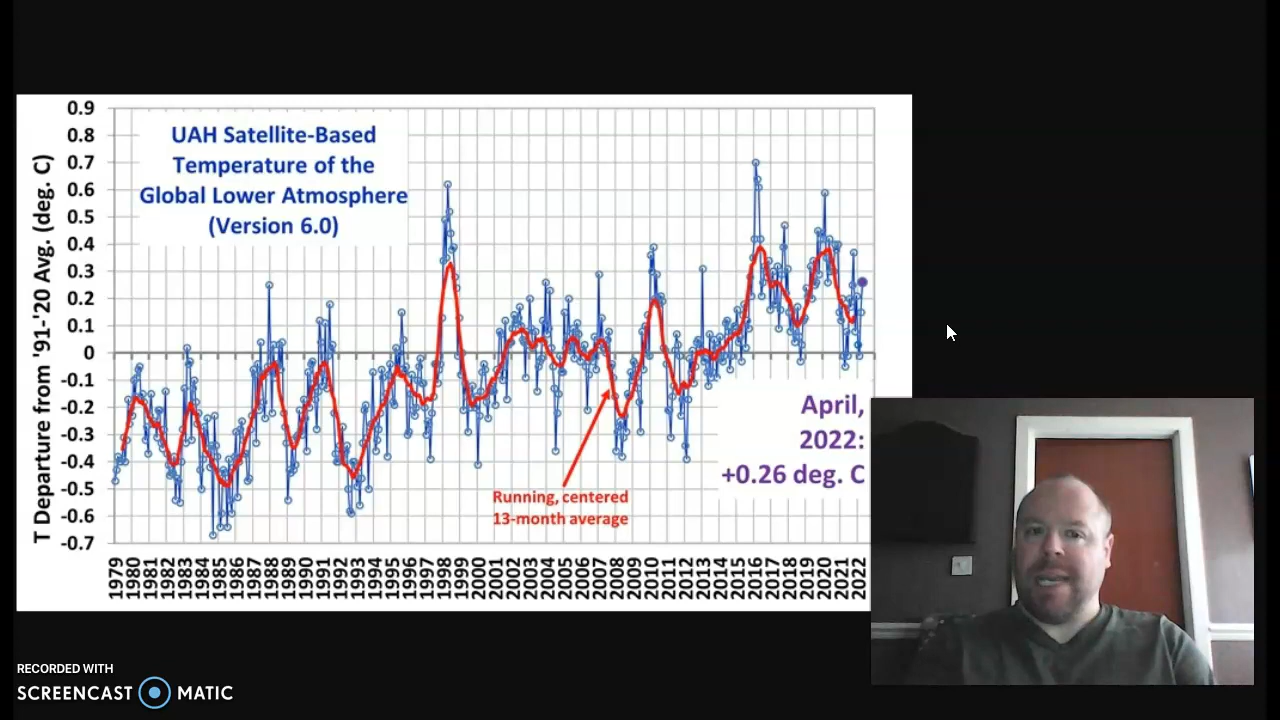 0.9
0.8
0.7
0.6
0.5
0.4
0.3
0.2
0.1
0
-0.1
-0.2
-0.3
-0.4
-0.5
-0.6
-0.7
T Departure from '91-'20 Avg. (deg. C)
UAH Satellite-Based
Temperature of the
Global Lower Atmosphere
(Version 6.0)
April,
2022:
+0.26 deg. C
Running, centered
13-month average
1979 1980 1981 1982 1983 1984 1985 1986 1987 1988 1989 1990 1991 1992 1993 1994 1995 1996 1997 1998 1999 2000 2001 2002 2003 2004 2005 2006 2007 2008 2009 2010 2011 2012 2013 2014 2015 2016 2017 2018 2019 2020 2021 2022
RECORDED WITH
SCREENCAST MATIC